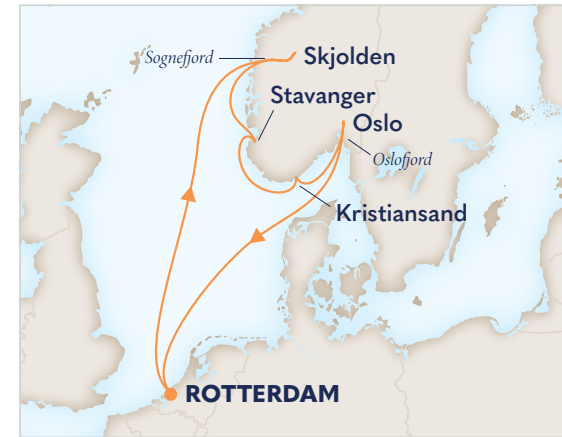 Sognefjord
Skjolden
Stavanger
Oslo
Oslofjord
Kristiansand
ROTTERDAM